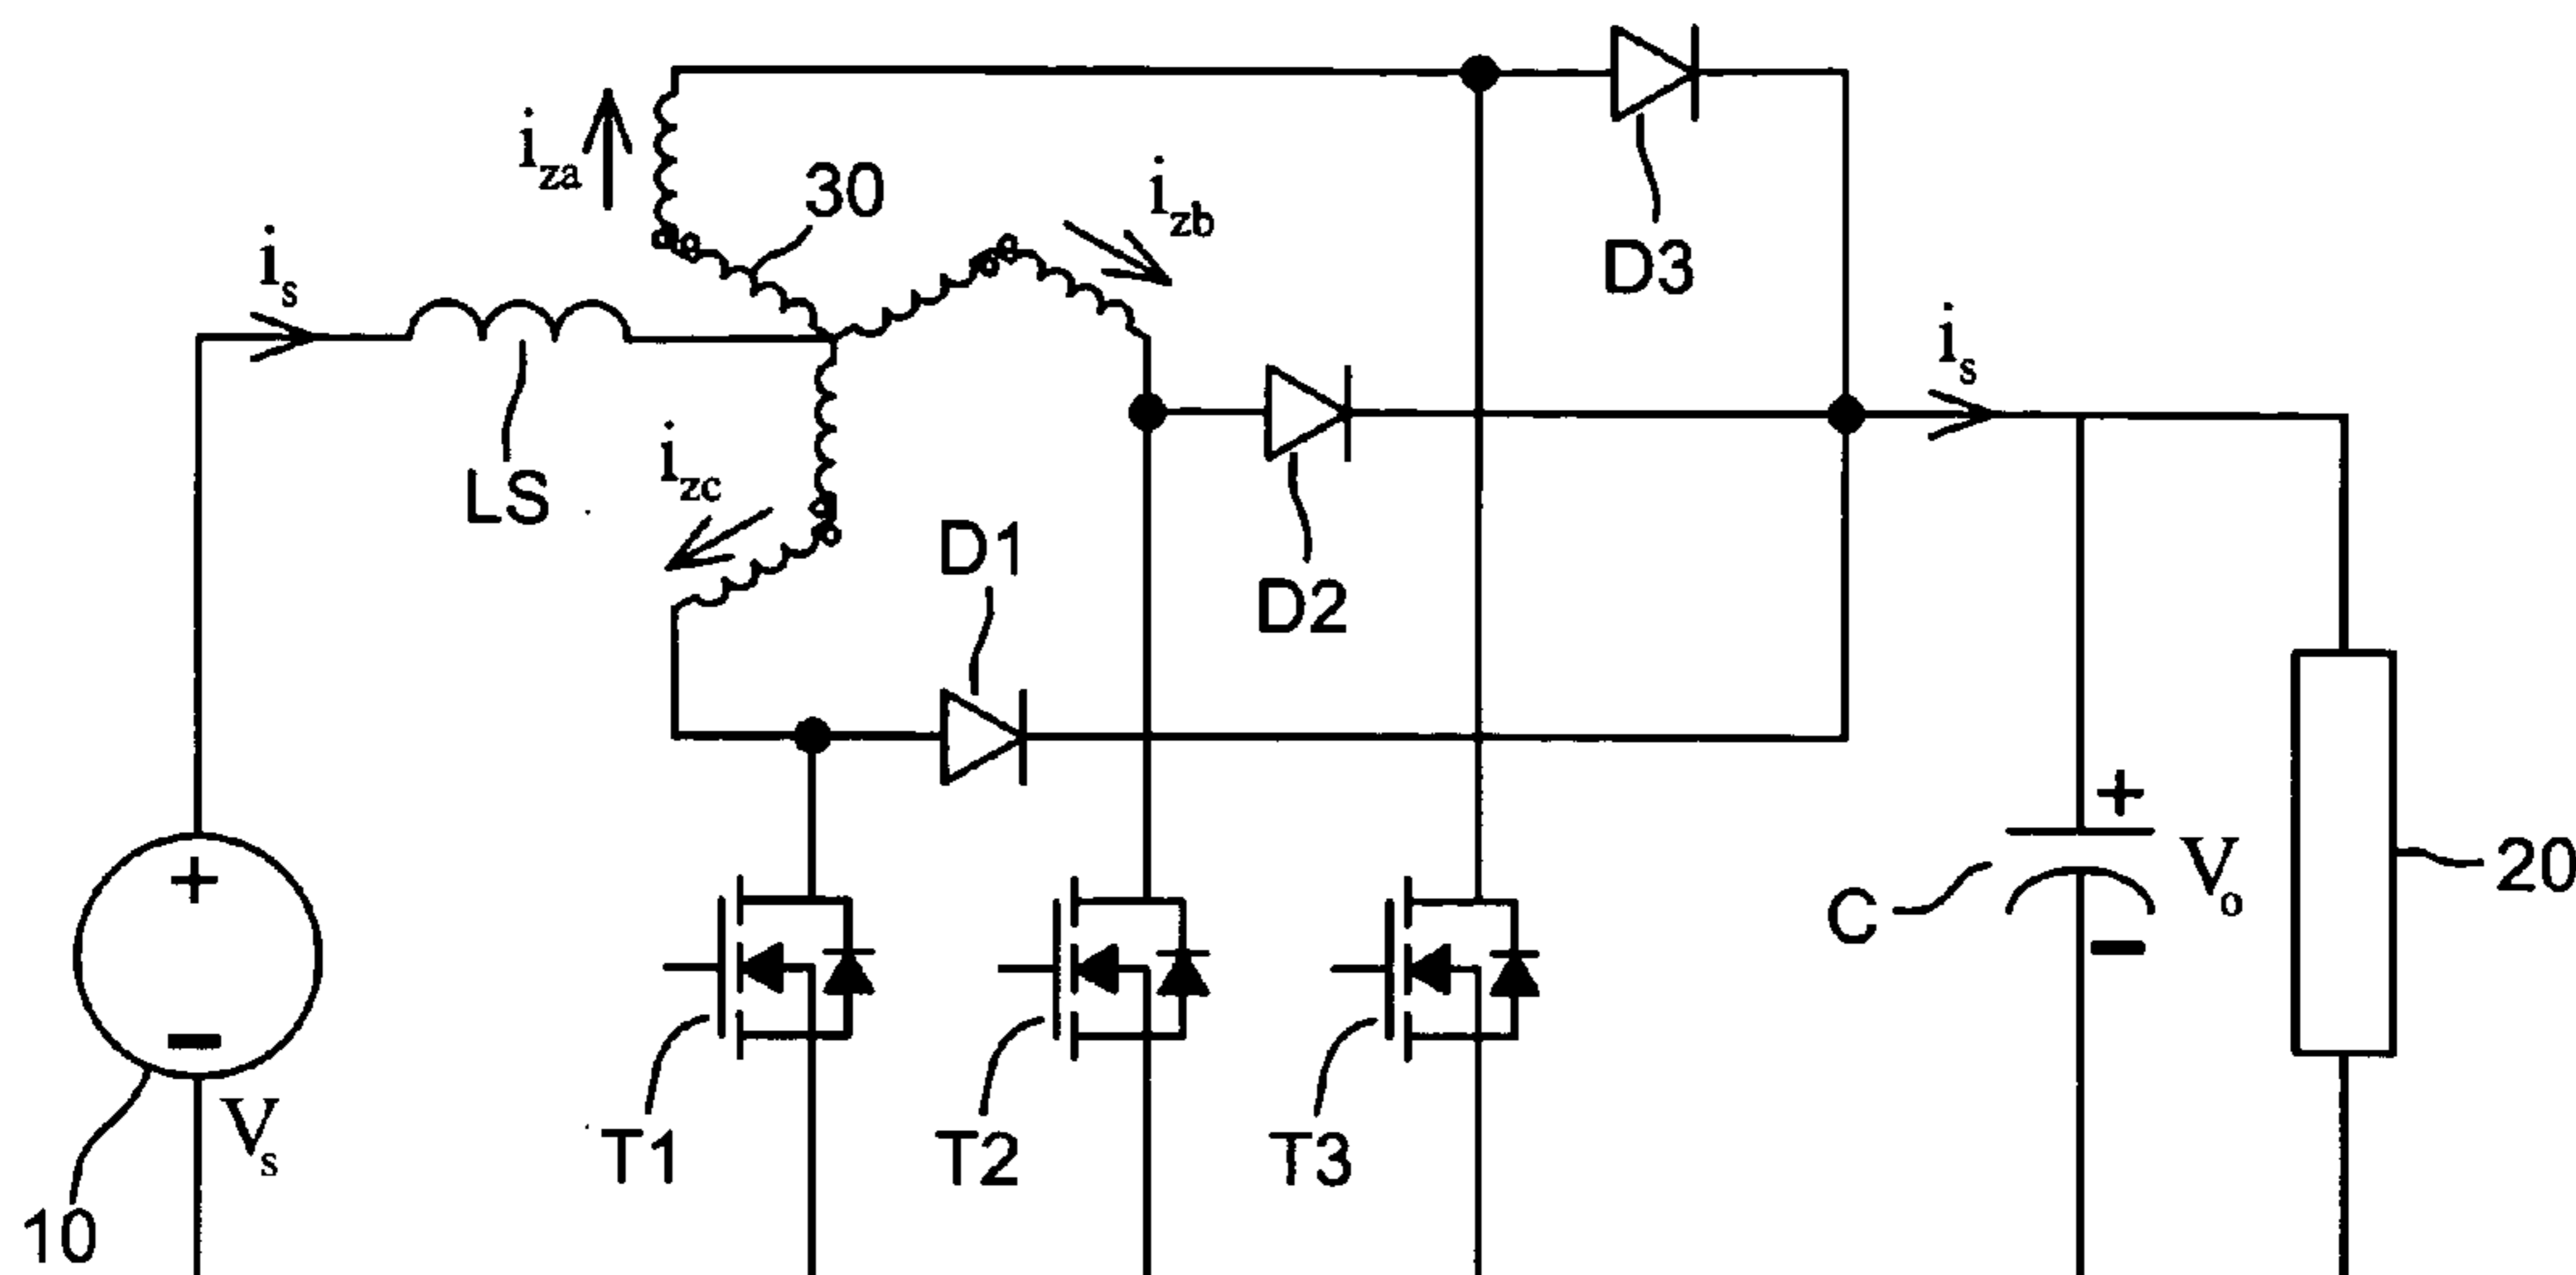 i_za
30
i_zb
D3
i_s
i_s
LS
i_zc
D1
D2
+
+
−
−
V_s
10
T1
T2
T3
C
V_o
20